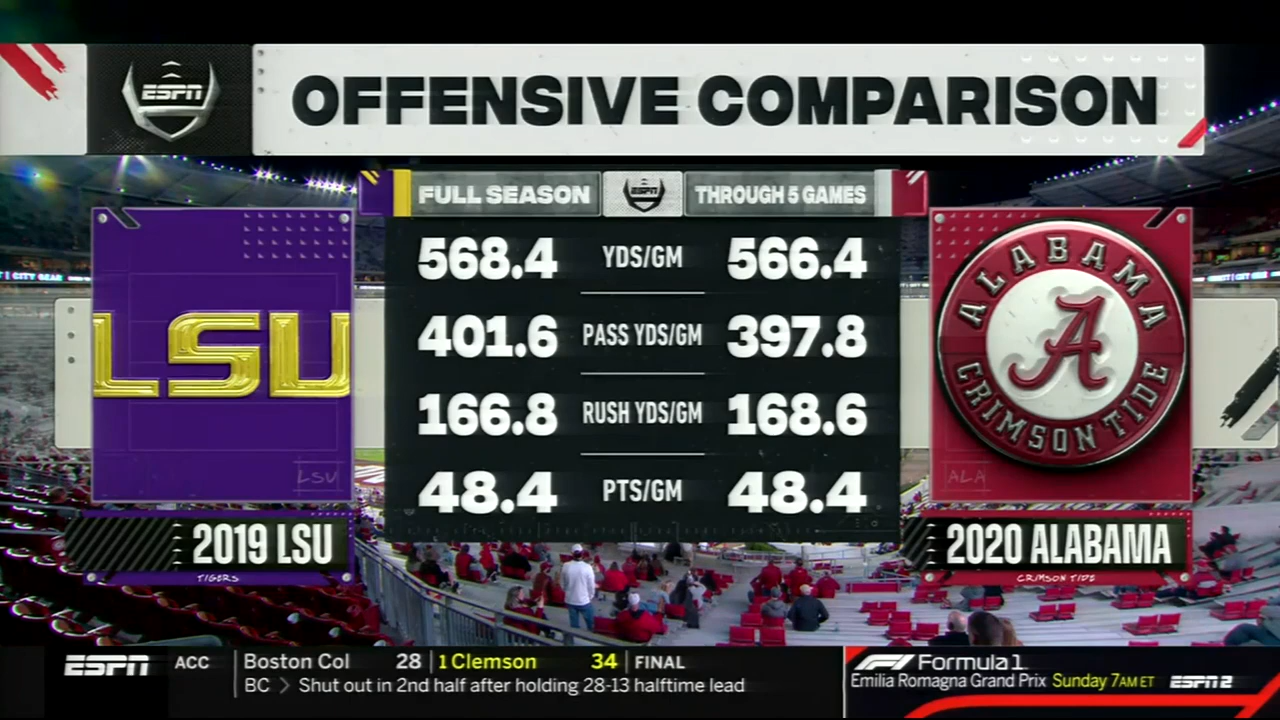 ESPN OFFENSIVE COMPARISON
FULL SEASON ESPN THROUGH 5 GAMES
568.4 YDS/GM 566.4
401.6 PASS YDS/GM 397.8
166.8 RUSH YDS/GM 168.6
48.4 PTS/GM 48.4
LSU
LSU
ALABAMA
A
CRIMSON TIDE
ALA
CITY GEAR
2019 LSU
TIGERS
2020 ALABAMA
CRIMSON TIDE
ESPN ACC Boston Col 28 1 Clemson 34 FINAL
BC > Shut out in 2nd half after holding 28-13 halftime lead
F1 Formula 1
Emilia Romagna Grand Prix Sunday 7AM ET ESPN2